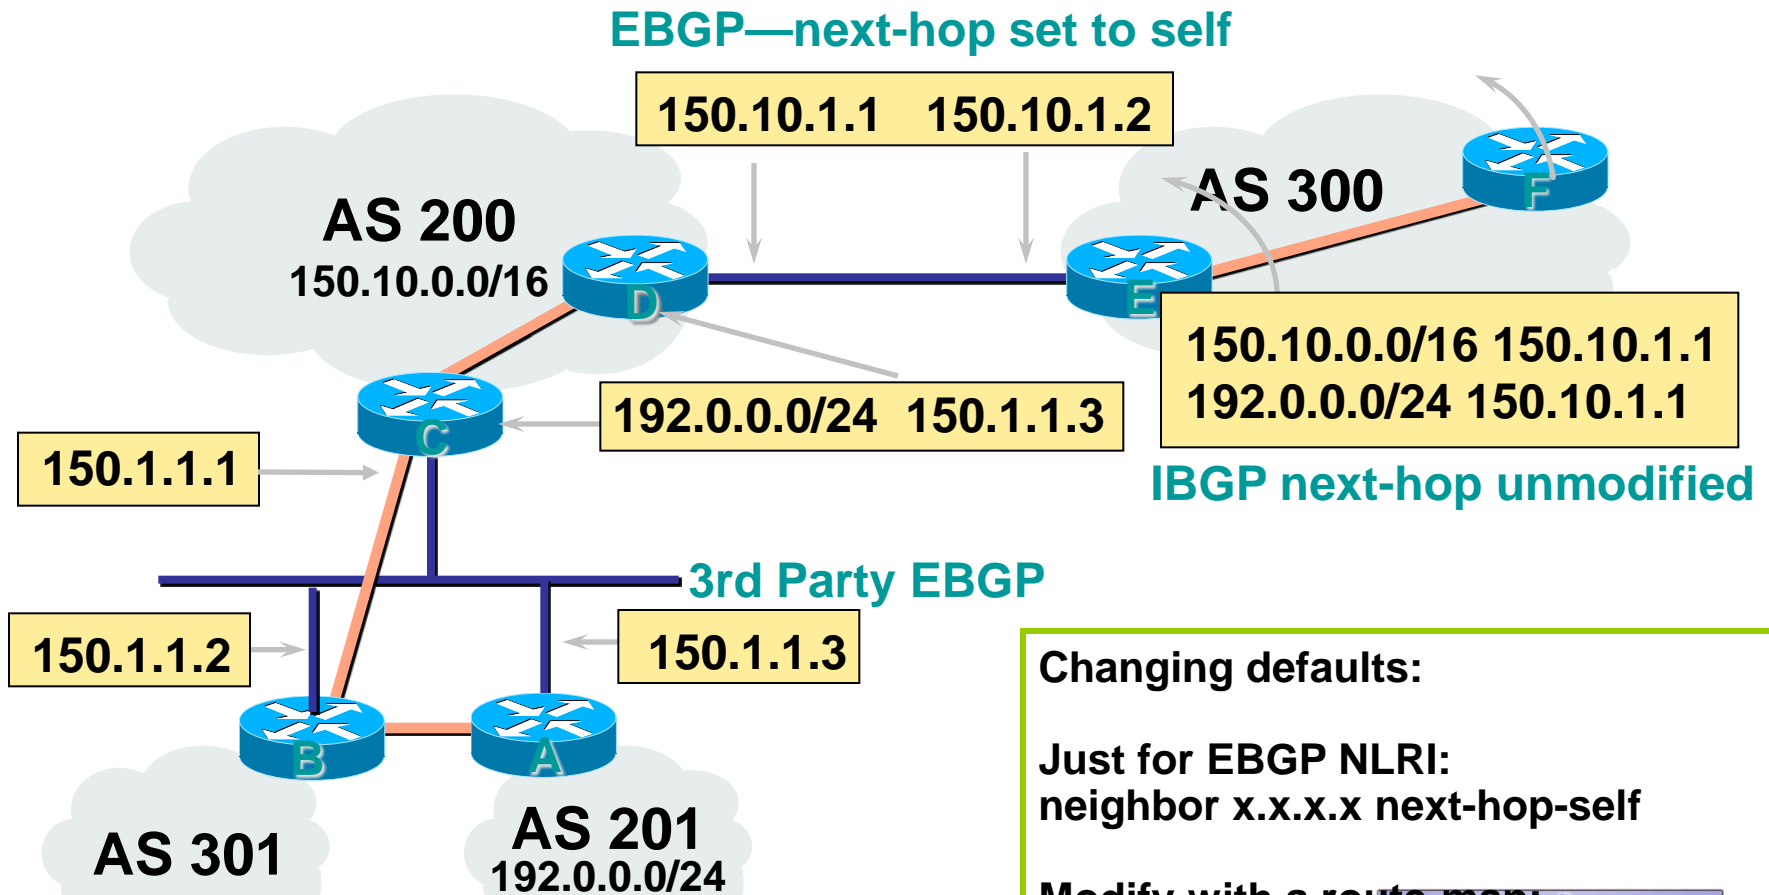 EBGP—next-hop set to self
150.10.1.1 150.10.1.2
AS 300
F
AS 200
150.10.0.0/16
D
E
150.10.0.0/16 150.10.1.1
192.0.0.0/24 150.10.1.1
192.0.0.0/24 150.1.1.3
C
150.1.1.1
IBGP next-hop unmodified
3rd Party EBGP
150.1.1.2
150.1.1.3
B
A
AS 301
AS 201
192.0.0.0/24
Changing defaults:
Just for EBGP NLRI:
neighbor x.x.x.x next-hop-self
Modify with a route-map: